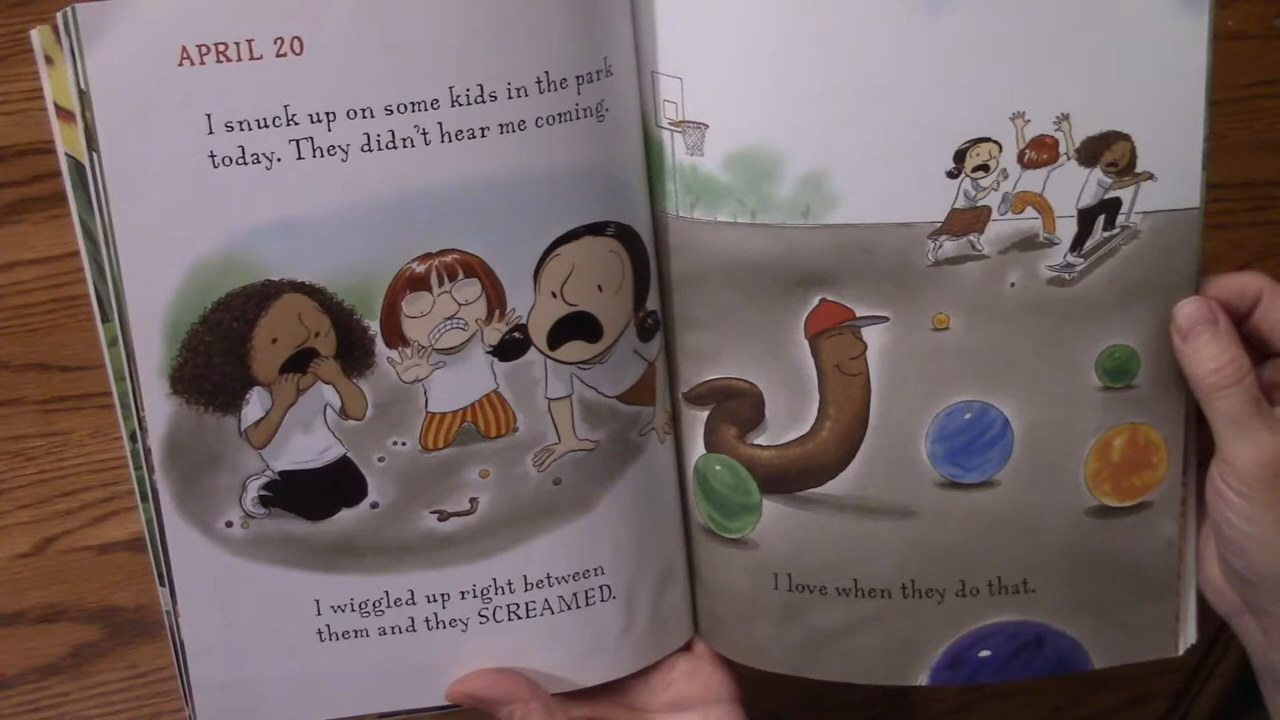 APRIL 20
I snuck up on some kids in the park
today. They didn't hear me coming.
I wiggled up right between
them and they SCREAMED.
I love when they do that.